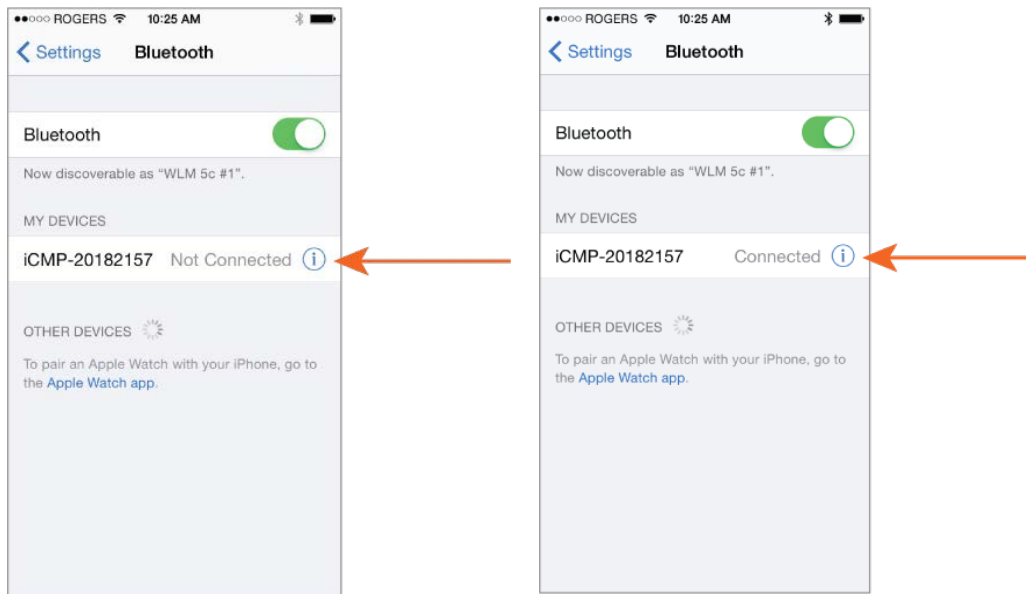 ROGERS 10:25 AM
Settings Bluetooth
Bluetooth
Now discoverable as “WLM 5c #1”.
MY DEVICES
iCMP-20182157 Not Connected i
OTHER DEVICES
To pair an Apple Watch with your iPhone, go to
the Apple Watch app.
ROGERS 10:25 AM
Settings Bluetooth
Bluetooth
Now discoverable as “WLM 5c #1”.
MY DEVICES
iCMP-20182157 Connected i
OTHER DEVICES
To pair an Apple Watch with your iPhone, go to
the Apple Watch app.